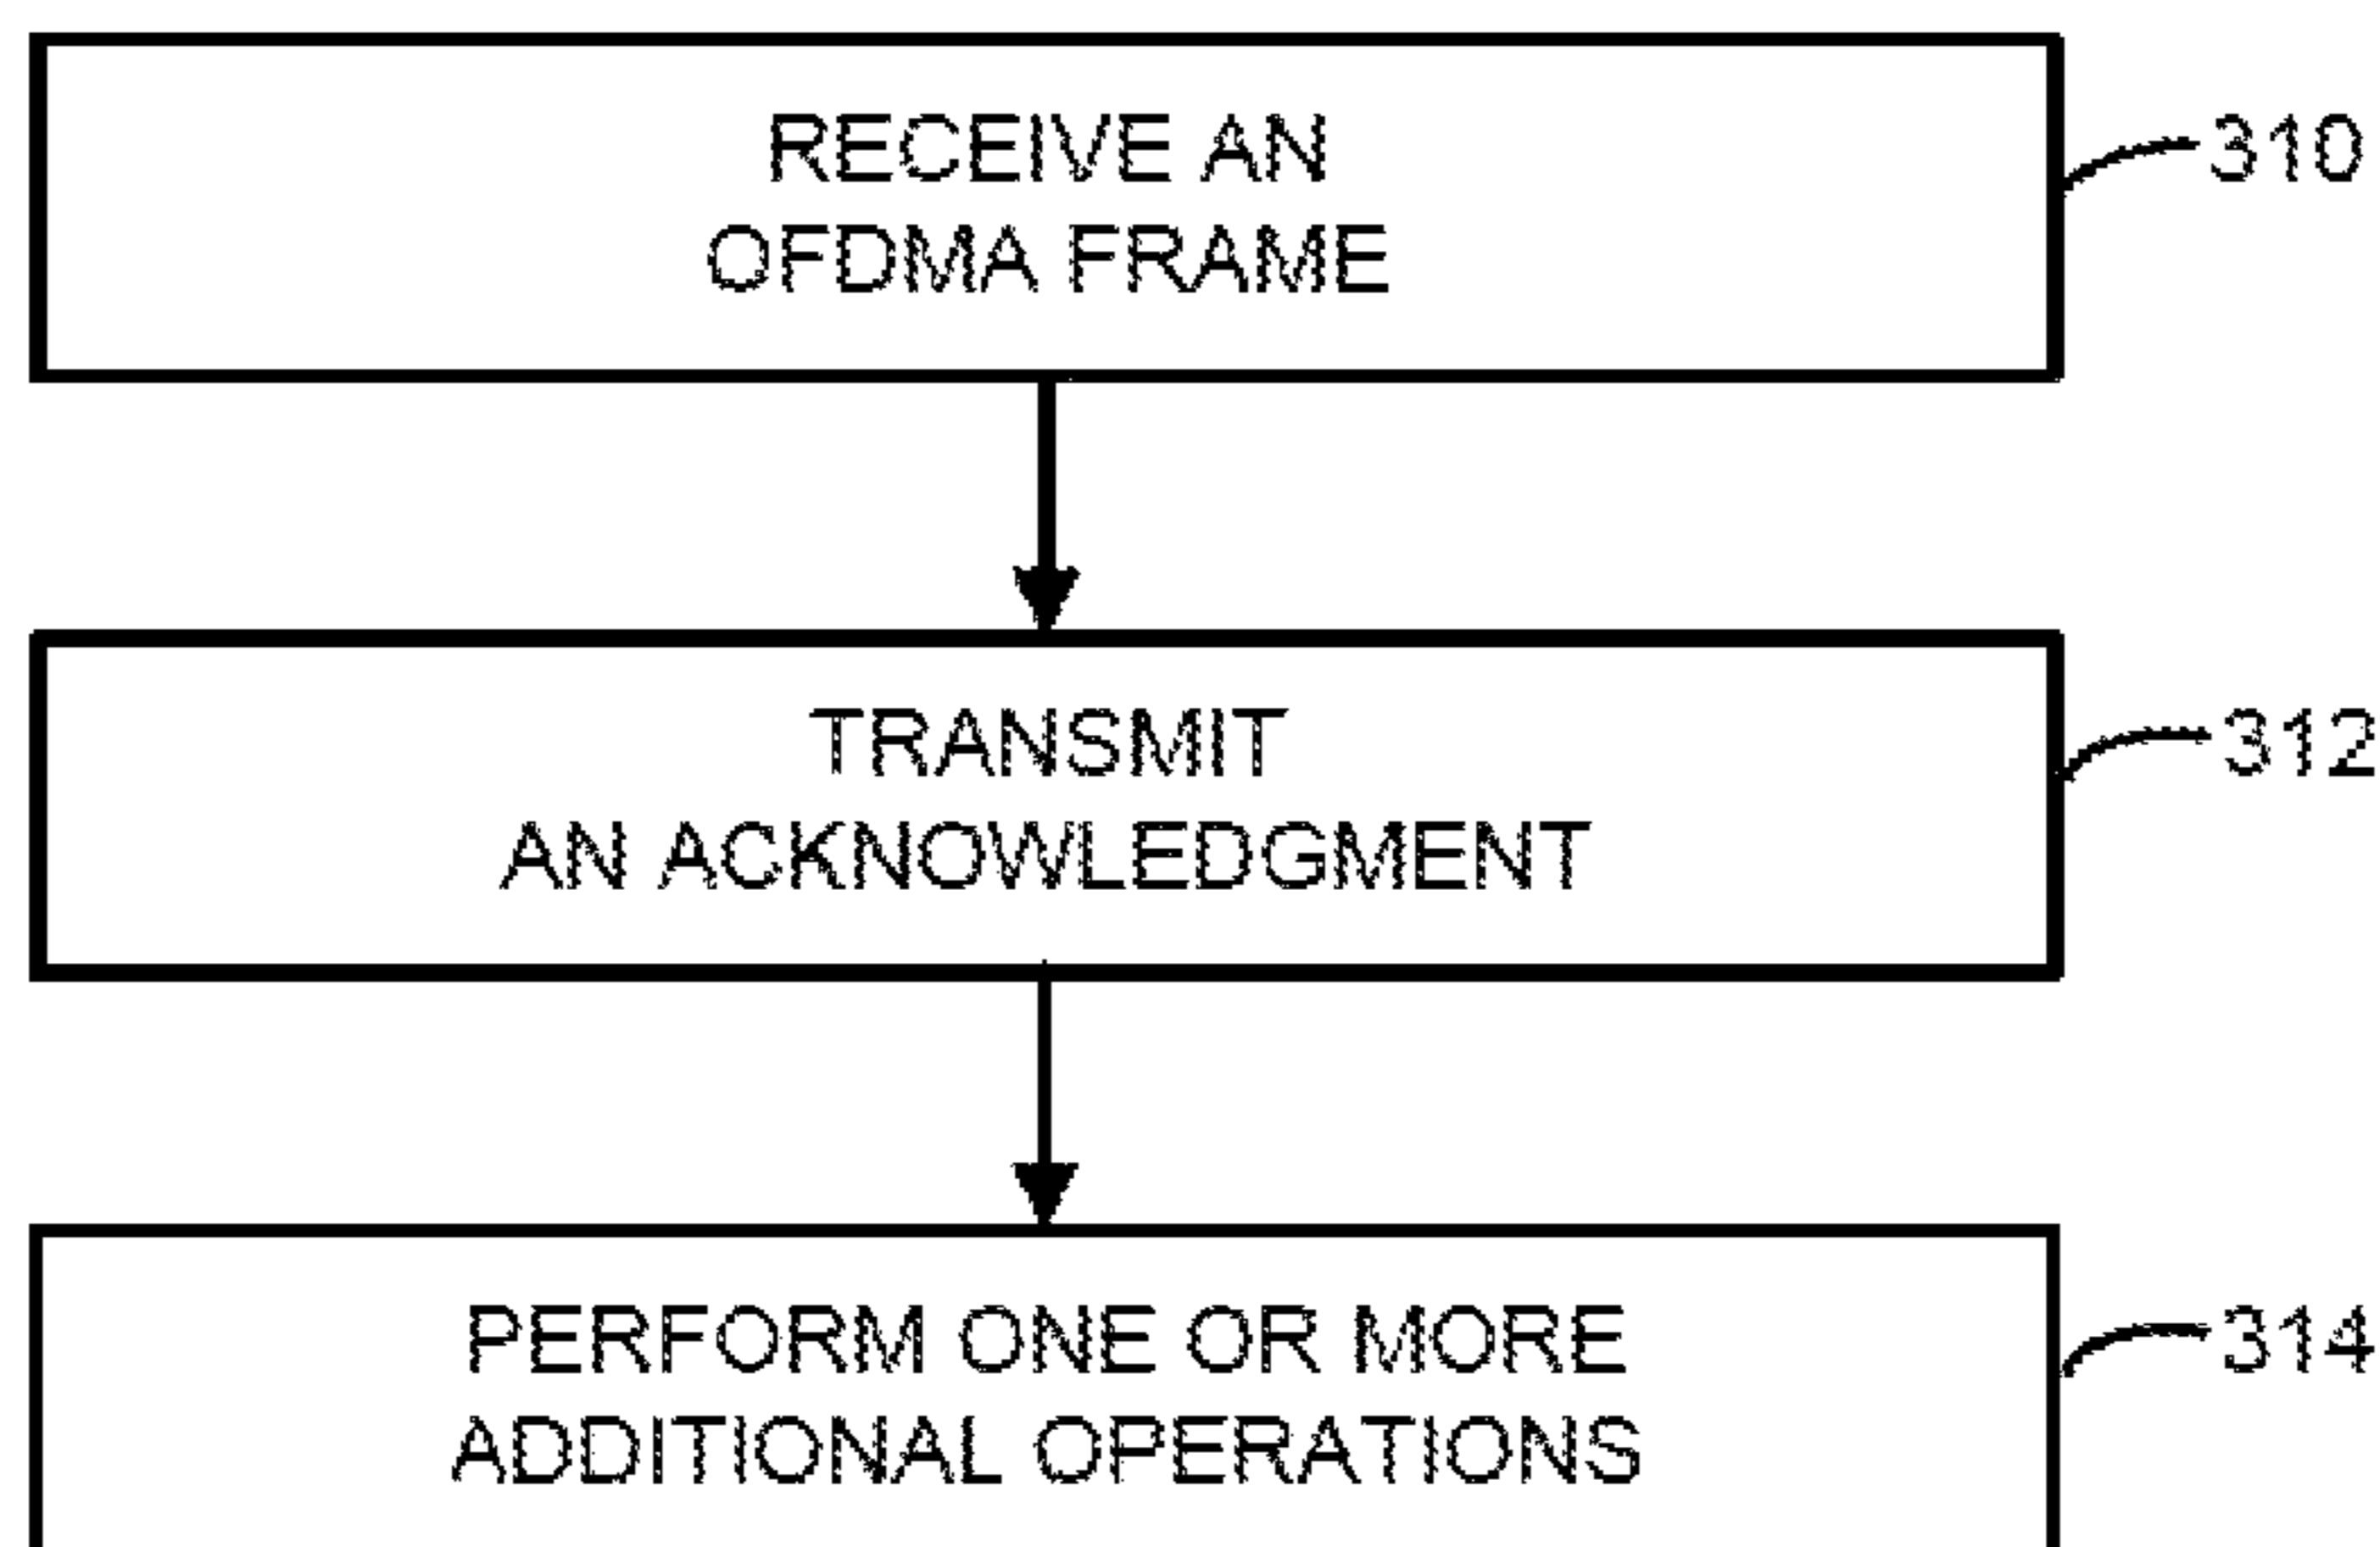 RECEIVE AN
OFDMA FRAME
310
TRANSMIT
AN ACKNOWLEDGMENT
312
PERFORM ONE OR MORE
ADDITIONAL OPERATIONS
314